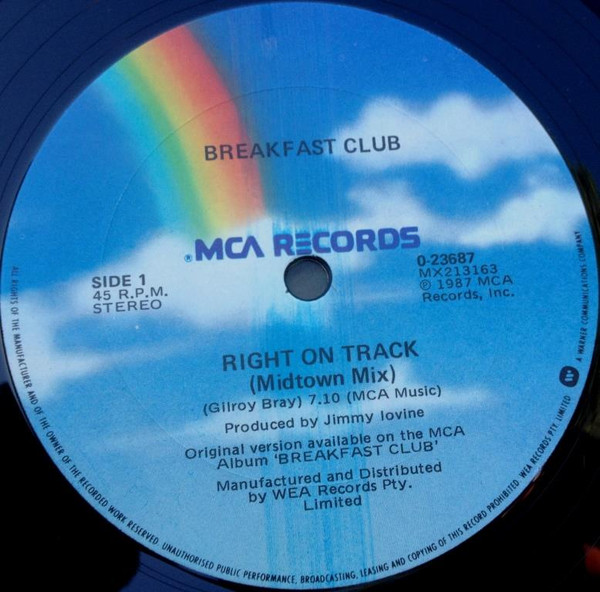 BREAKFAST CLUB
®MCA RECORDS
SIDE 1
45 R.P.M.
STEREO
0-23687
MX213163
℗ 1987 MCA
Records, Inc.
RIGHT ON TRACK
(Midtown Mix)
(Gilroy Bray) 7.10 (MCA Music)
Produced by Jimmy Iovine
Original version available on the MCA
Album 'BREAKFAST CLUB'
Manufactured and Distributed
by WEA Records Pty.
Limited
ALL RIGHTS OF THE MANUFACTURER AND OF THE OWNER OF THE RECORDED WORK RESERVED. UNAUTHORISED PUBLIC PERFORMANCE, BROADCASTING, LEASING AND COPYING OF THIS RECORD PROHIBITED. WEA RECORDS PTY. LIMITED
A WARNER COMMUNICATIONS COMPANY